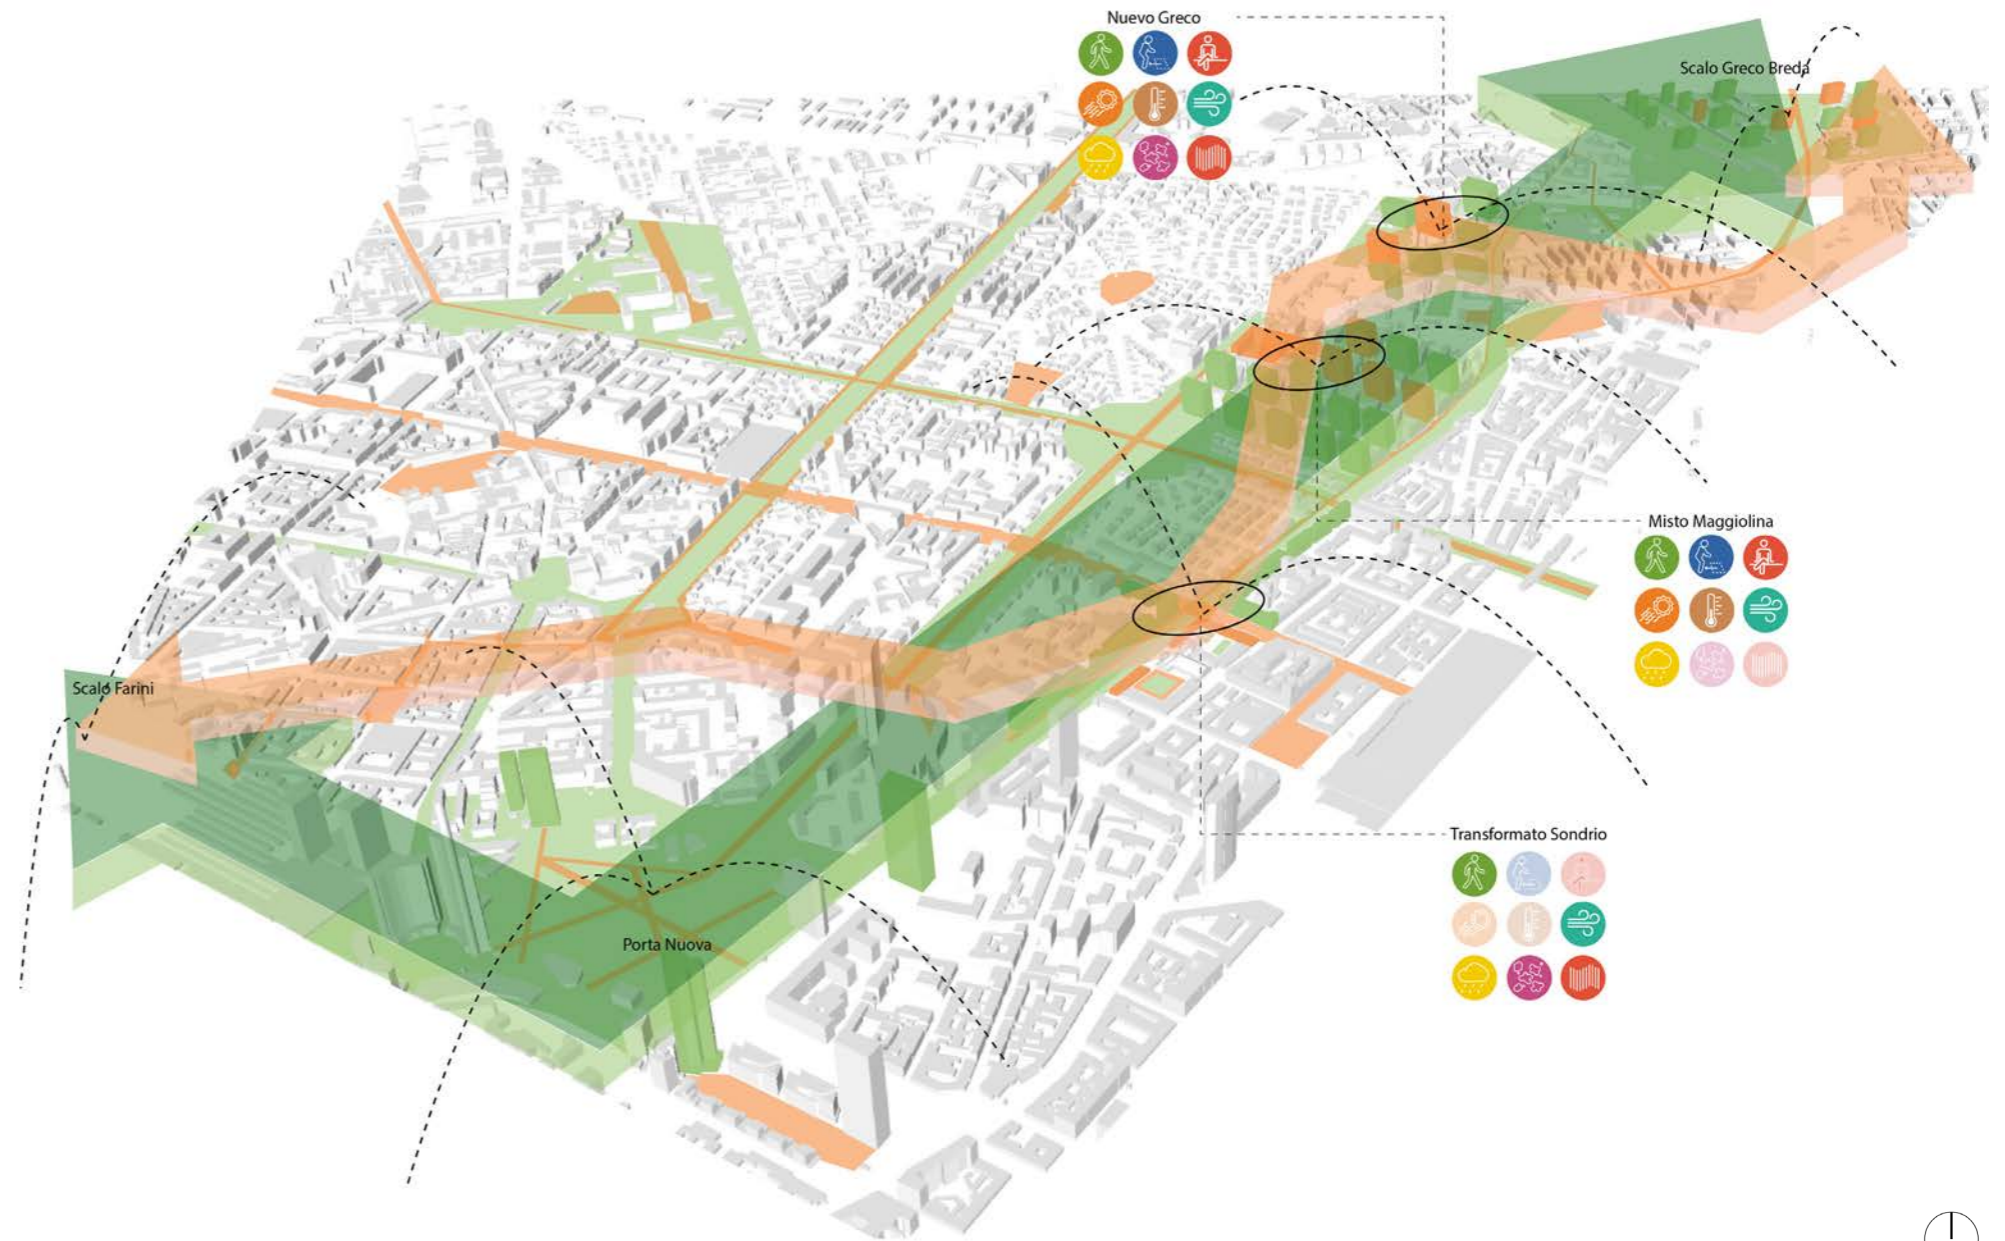 Nuevo Greco
Scalo Greco Breda
Misto Maggiolina
Scalo Farini
Transformato Sondrio
Porta Nuova